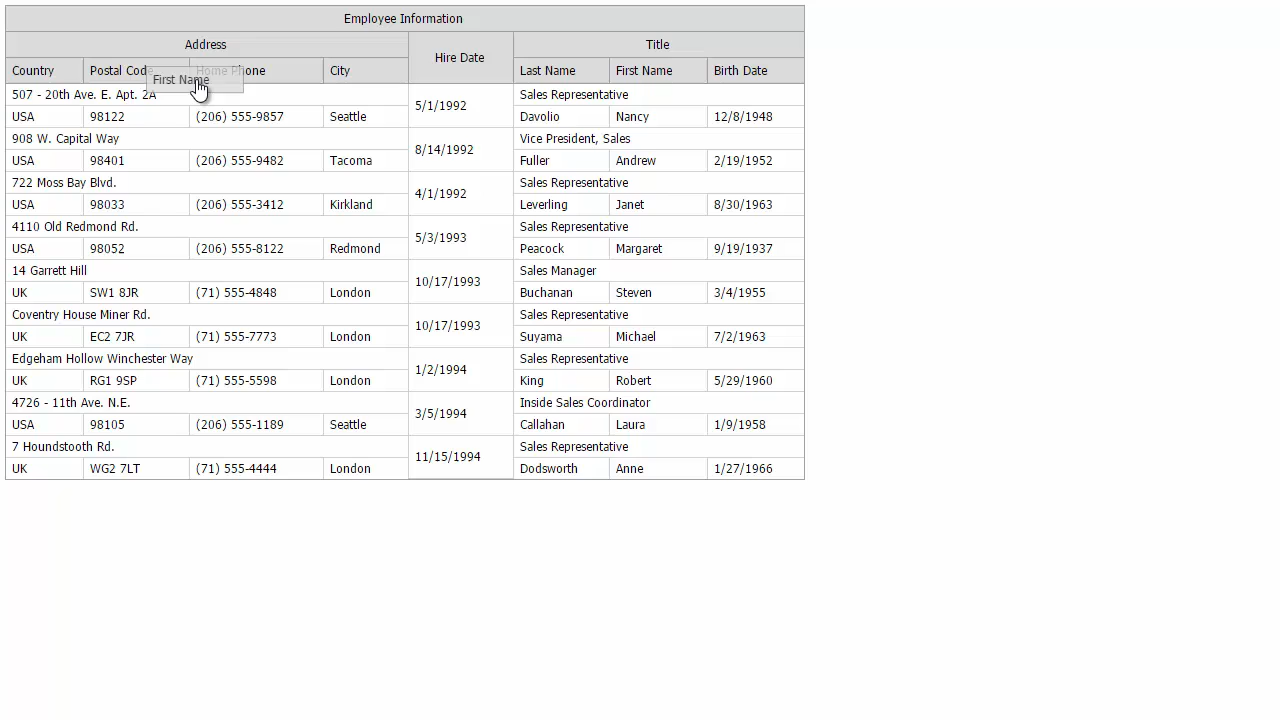 Employee Information
Address Hire Date Title
Country Postal Code Home Phone City Last Name First Name Birth Date
First Name
507 - 20th Ave. E. Apt. 2A 5/1/1992 Sales Representative
USA 98122 (206) 555-9857 Seattle Davolio Nancy 12/8/1948
908 W. Capital Way 8/14/1992 Vice President, Sales
USA 98401 (206) 555-9482 Tacoma Fuller Andrew 2/19/1952
722 Moss Bay Blvd. 4/1/1992 Sales Representative
USA 98033 (206) 555-3412 Kirkland Leverling Janet 8/30/1963
4110 Old Redmond Rd. 5/3/1993 Sales Representative
USA 98052 (206) 555-8122 Redmond Peacock Margaret 9/19/1937
14 Garrett Hill 10/17/1993 Sales Manager
UK SW1 8JR (71) 555-4848 London Buchanan Steven 3/4/1955
Coventry House Miner Rd. 10/17/1993 Sales Representative
UK EC2 7JR (71) 555-7773 London Suyama Michael 7/2/1963
Edgeham Hollow Winchester Way 1/2/1994 Sales Representative
UK RG1 9SP (71) 555-5598 London King Robert 5/29/1960
4726 - 11th Ave. N.E. 3/5/1994 Inside Sales Coordinator
USA 98105 (206) 555-1189 Seattle Callahan Laura 1/9/1958
7 Houndstooth Rd. 11/15/1994 Sales Representative
UK WG2 7LT (71) 555-4444 London Dodsworth Anne 1/27/1966